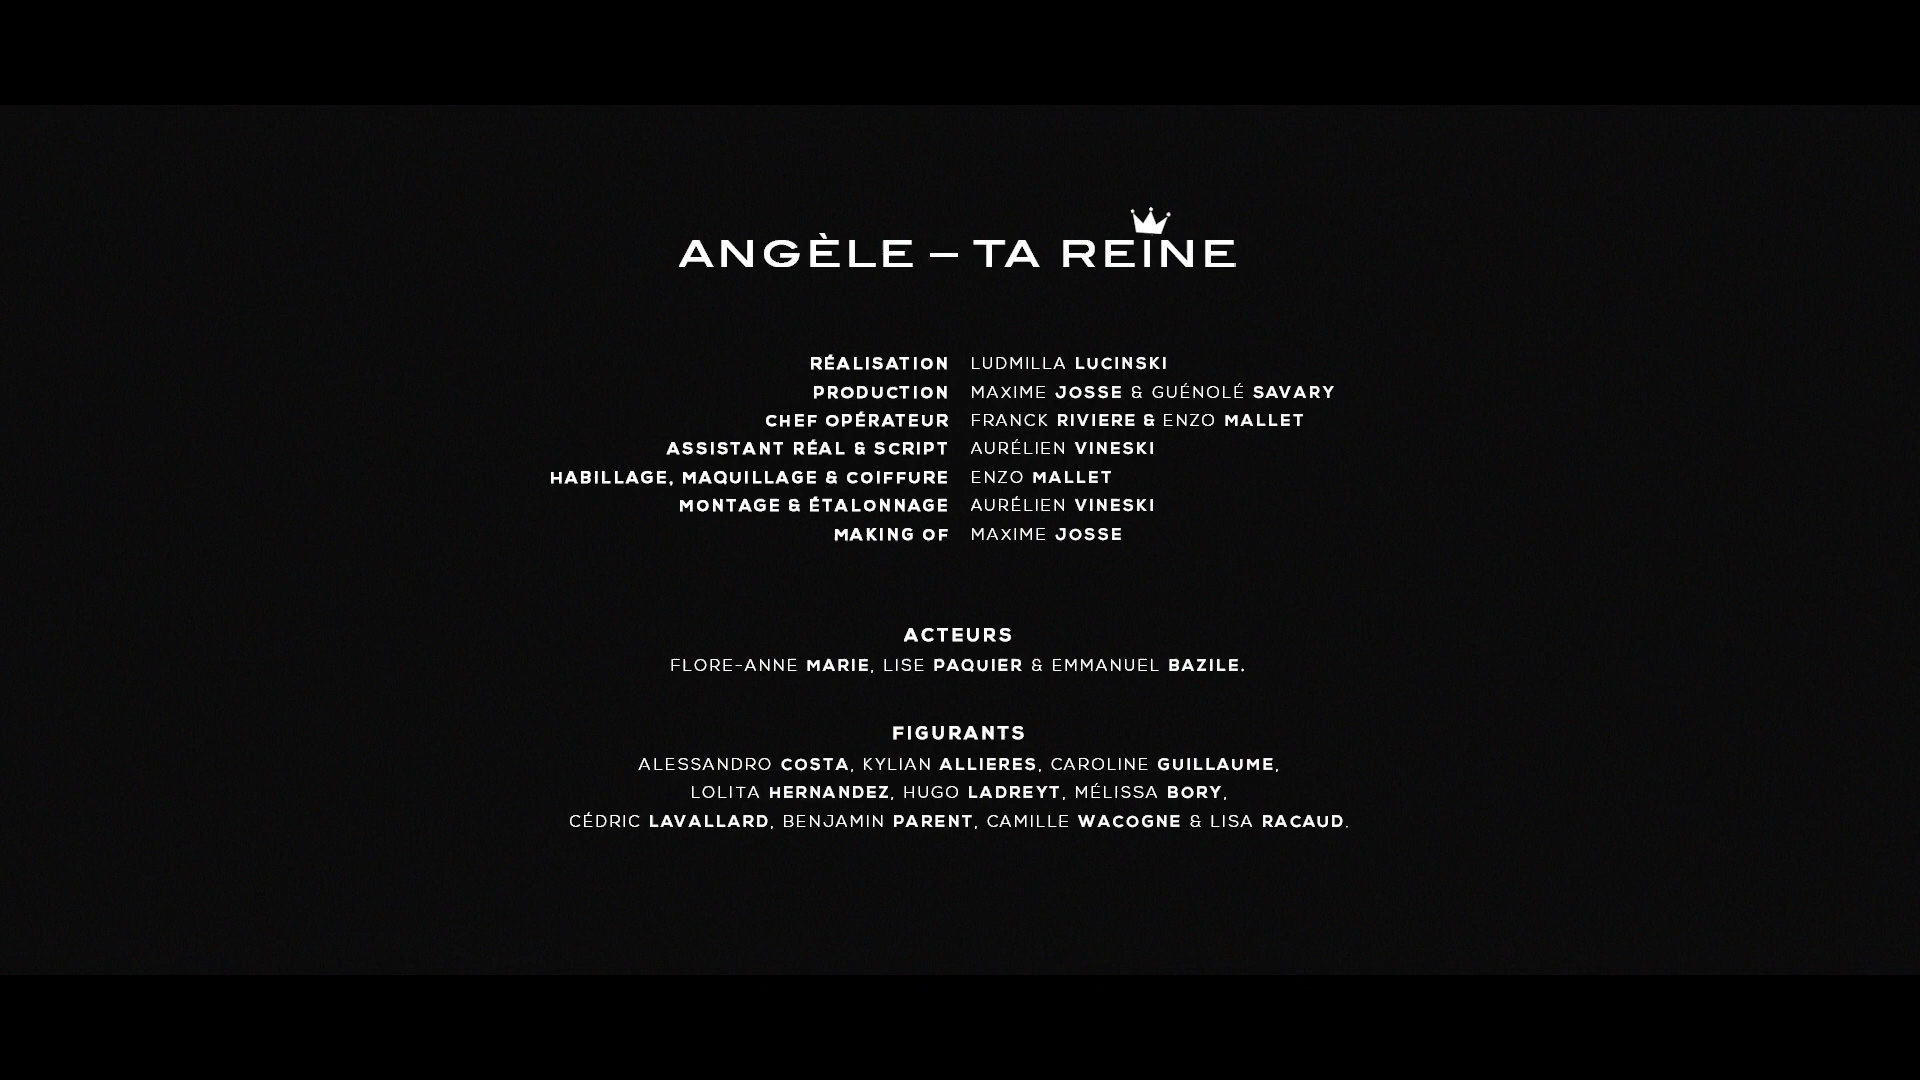 ANGÈLE – TA REINE
RÉALISATION LUDMILLA LUCINSKI
PRODUCTION MAXIME JOSSE & GUÉNOLÉ SAVARY
CHEF OPÉRATEUR FRANCK RIVIERE & ENZO MALLET
ASSISTANT RÉAL & SCRIPT AURÉLIEN VINESKI
HABILLAGE, MAQUILLAGE & COIFFURE ENZO MALLET
MONTAGE & ÉTALONNAGE AURÉLIEN VINESKI
MAKING OF MAXIME JOSSE
ACTEURS
FLORE-ANNE MARIE, LISE PAQUIER & EMMANUEL BAZILE.
FIGURANTS
ALESSANDRO COSTA, KYLIAN ALLIERES, CAROLINE GUILLAUME,
LOLITA HERNANDEZ, HUGO LADREYT, MÉLISSA BORY,
CÉDRIC LAVALLARD, BENJAMIN PARENT, CAMILLE WACOGNE & LISA RACAUD.